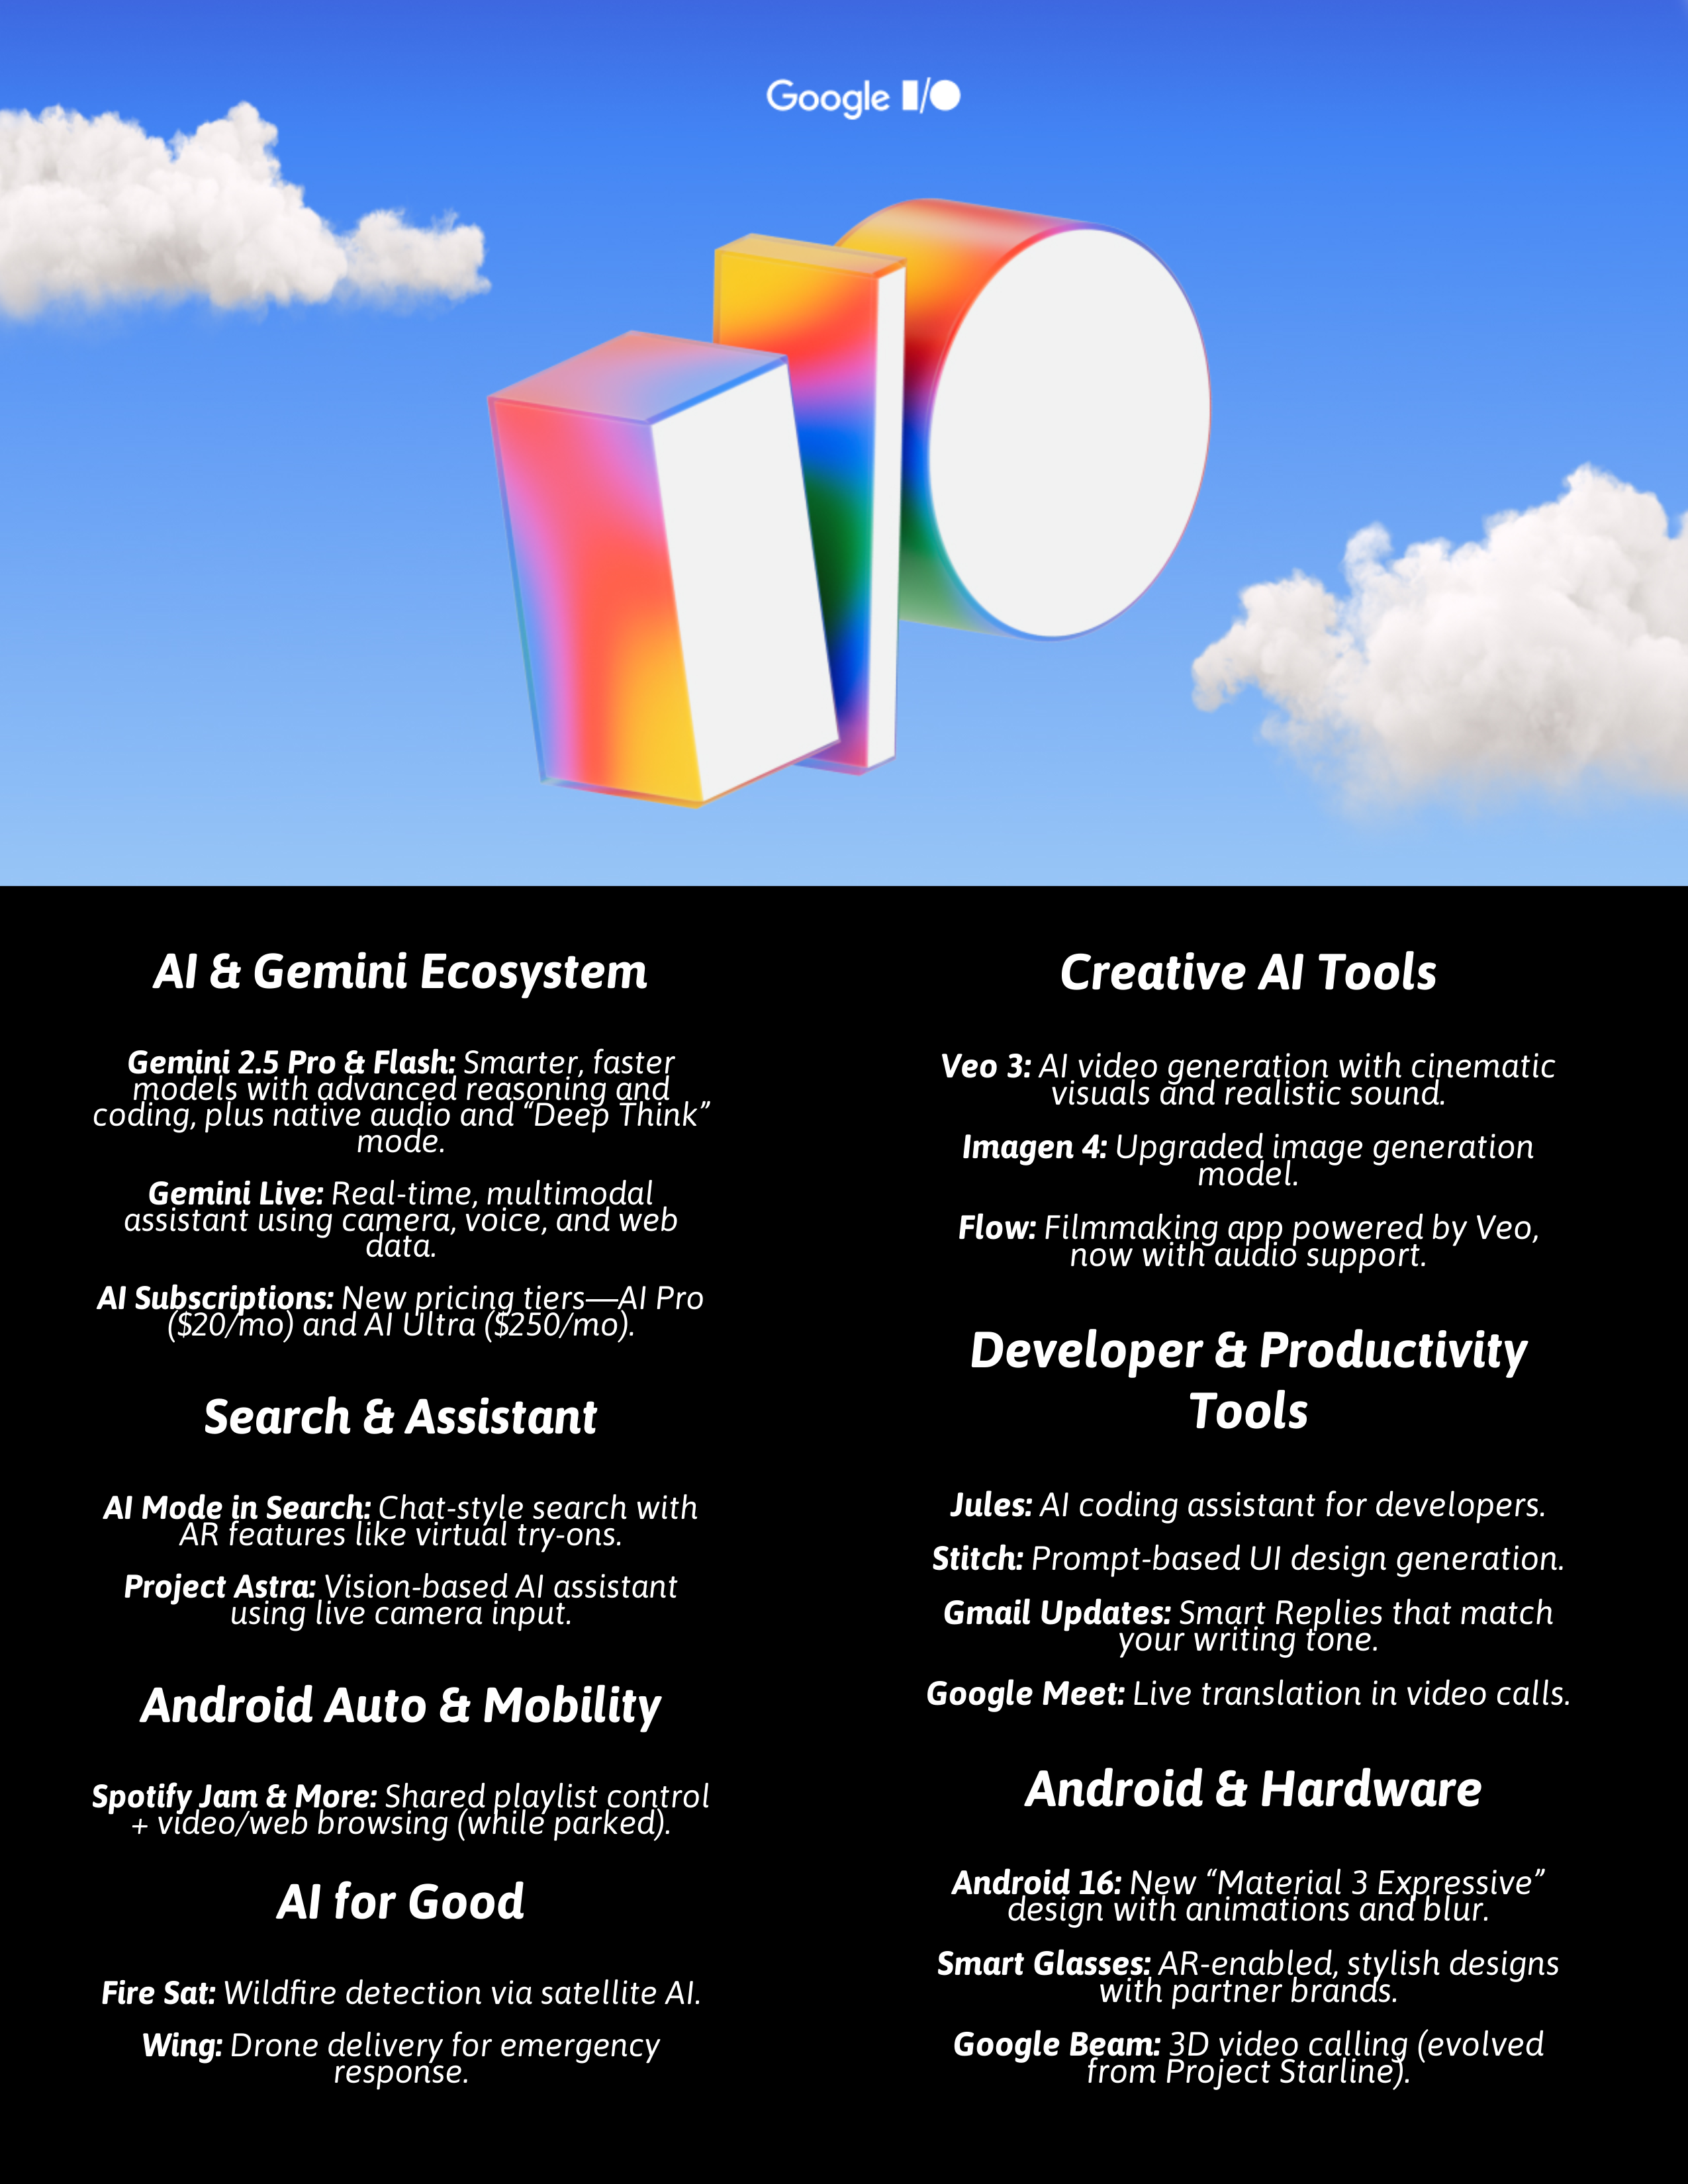 Google I/O
AI & Gemini Ecosystem
Gemini 2.5 Pro & Flash: Smarter, faster
models with advanced reasoning and
coding, plus native audio and “Deep Think”
mode.
Gemini Live: Real-time, multimodal
assistant using camera, voice, and web
data.
AI Subscriptions: New pricing tiers—AI Pro
($20/mo) and AI Ultra ($250/mo).
Search & Assistant
AI Mode in Search: Chat-style search with
AR features like virtual try-ons.
Project Astra: Vision-based AI assistant
using live camera input.
Android Auto & Mobility
Spotify Jam & More: Shared playlist control
+ video/web browsing (while parked).
AI for Good
Fire Sat: Wildfire detection via satellite AI.
Wing: Drone delivery for emergency
response.
Creative AI Tools
Veo 3: AI video generation with cinematic
visuals and realistic sound.
Imagen 4: Upgraded image generation
model.
Flow: Filmmaking app powered by Veo,
now with audio support.
Developer & Productivity
Tools
Jules: AI coding assistant for developers.
Stitch: Prompt-based UI design generation.
Gmail Updates: Smart Replies that match
your writing tone.
Google Meet: Live translation in video calls.
Android & Hardware
Android 16: New “Material 3 Expressive”
design with animations and blur.
Smart Glasses: AR-enabled, stylish designs
with partner brands.
Google Beam: 3D video calling (evolved
from Project Starline).